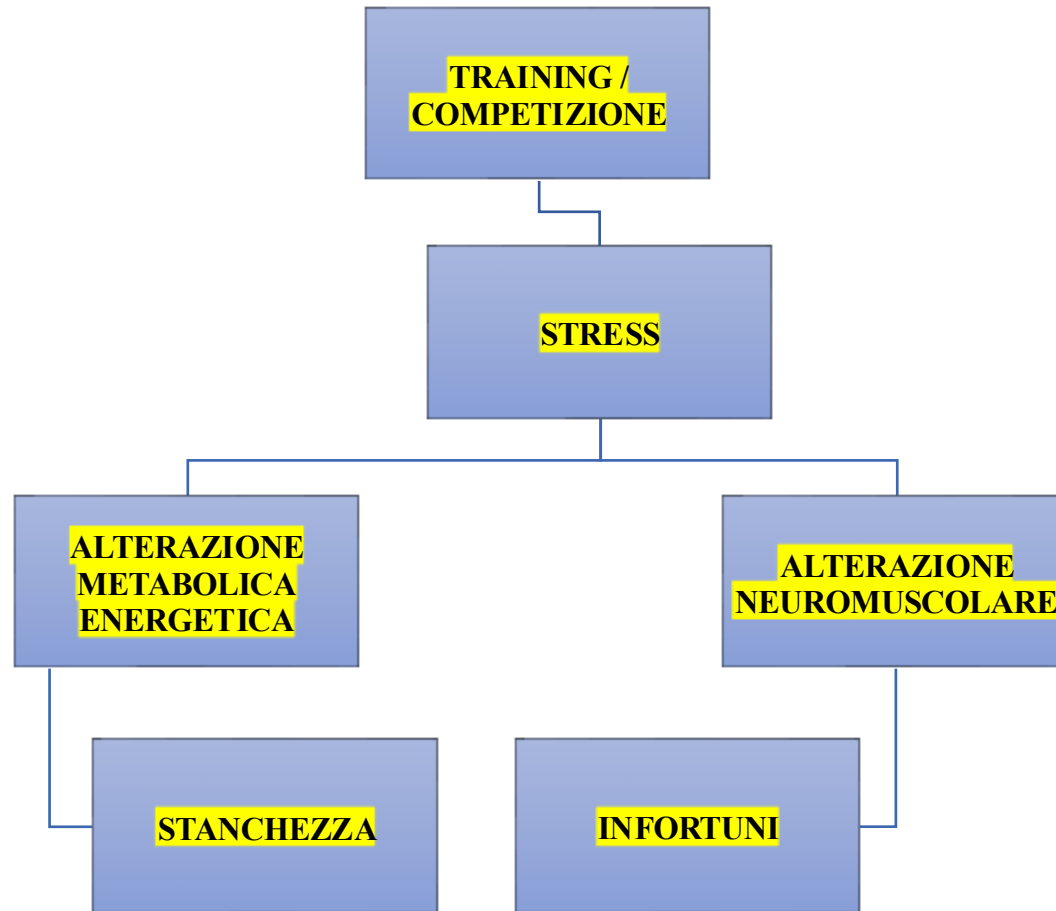 TRAINING /
COMPETIZIONE
STRESS
ALTERAZIONE
METABOLICA
ENERGETICA
ALTERAZIONE
NEUROMUSCOLARE
STANCHEZZA
INFORTUNI